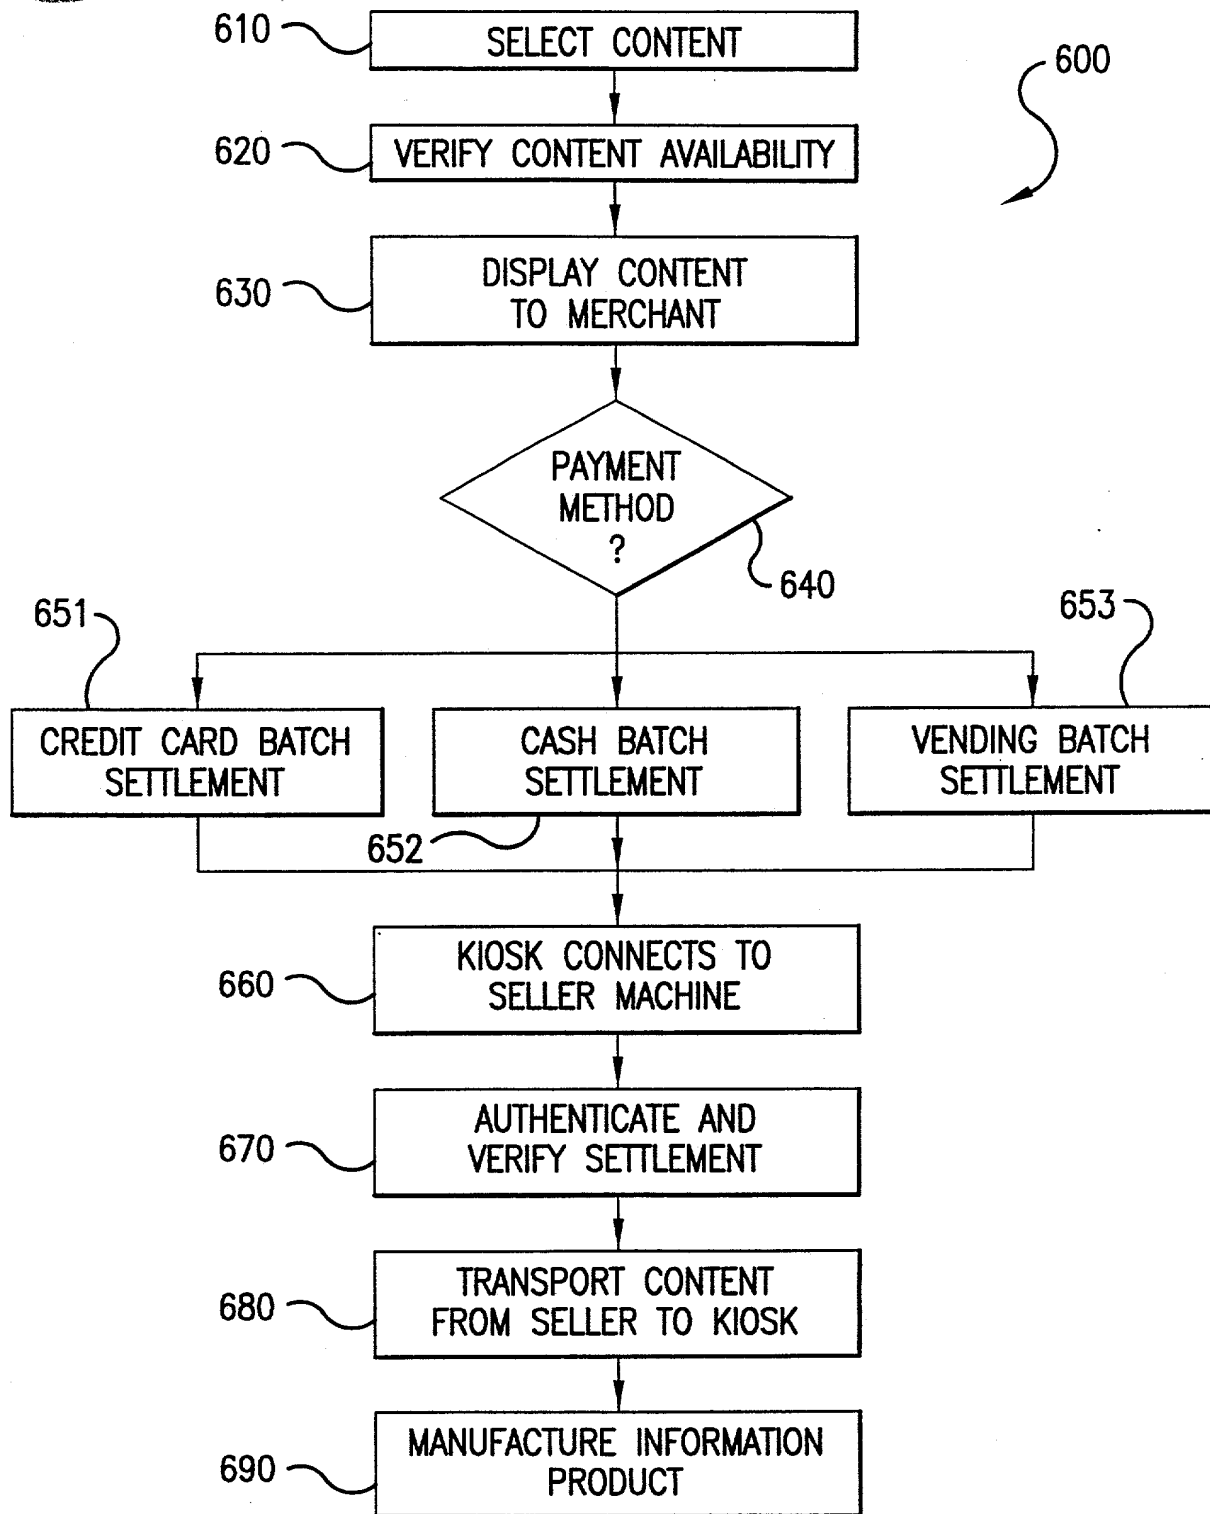 610
SELECT CONTENT
600
620
VERIFY CONTENT AVAILABILITY
630
DISPLAY CONTENT
TO MERCHANT
PAYMENT
METHOD
?
640
651
653
CREDIT CARD BATCH
SETTLEMENT
CASH BATCH
SETTLEMENT
VENDING BATCH
SETTLEMENT
652
660
KIOSK CONNECTS TO
SELLER MACHINE
670
AUTHENTICATE AND
VERIFY SETTLEMENT
680
TRANSPORT CONTENT
FROM SELLER TO KIOSK
690
MANUFACTURE INFORMATION
PRODUCT